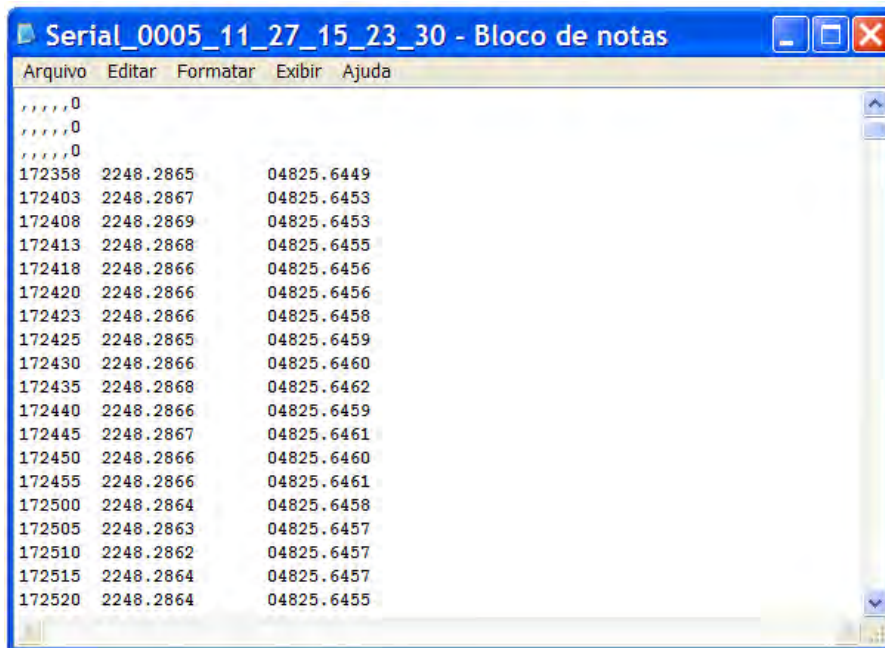 Serial_0005_11_27_15_23_30 - Bloco de notas
Arquivo Editar Formatar Exibir Ajuda
,,,,,0
,,,,,0
,,,,,0
172358 2248.2865 04825.6449
172403 2248.2867 04825.6453
172408 2248.2869 04825.6453
172413 2248.2868 04825.6455
172418 2248.2866 04825.6456
172420 2248.2866 04825.6456
172423 2248.2866 04825.6458
172425 2248.2865 04825.6459
172430 2248.2866 04825.6460
172435 2248.2868 04825.6462
172440 2248.2866 04825.6459
172445 2248.2867 04825.6461
172450 2248.2866 04825.6460
172455 2248.2866 04825.6461
172500 2248.2864 04825.6458
172505 2248.2863 04825.6457
172510 2248.2862 04825.6457
172515 2248.2864 04825.6457
172520 2248.2864 04825.6455